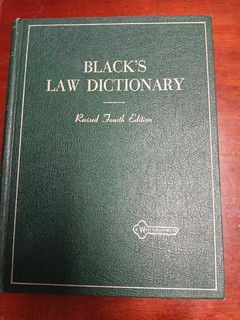 BLACK'S
LAW DICTIONARY
Revised Fourth Edition